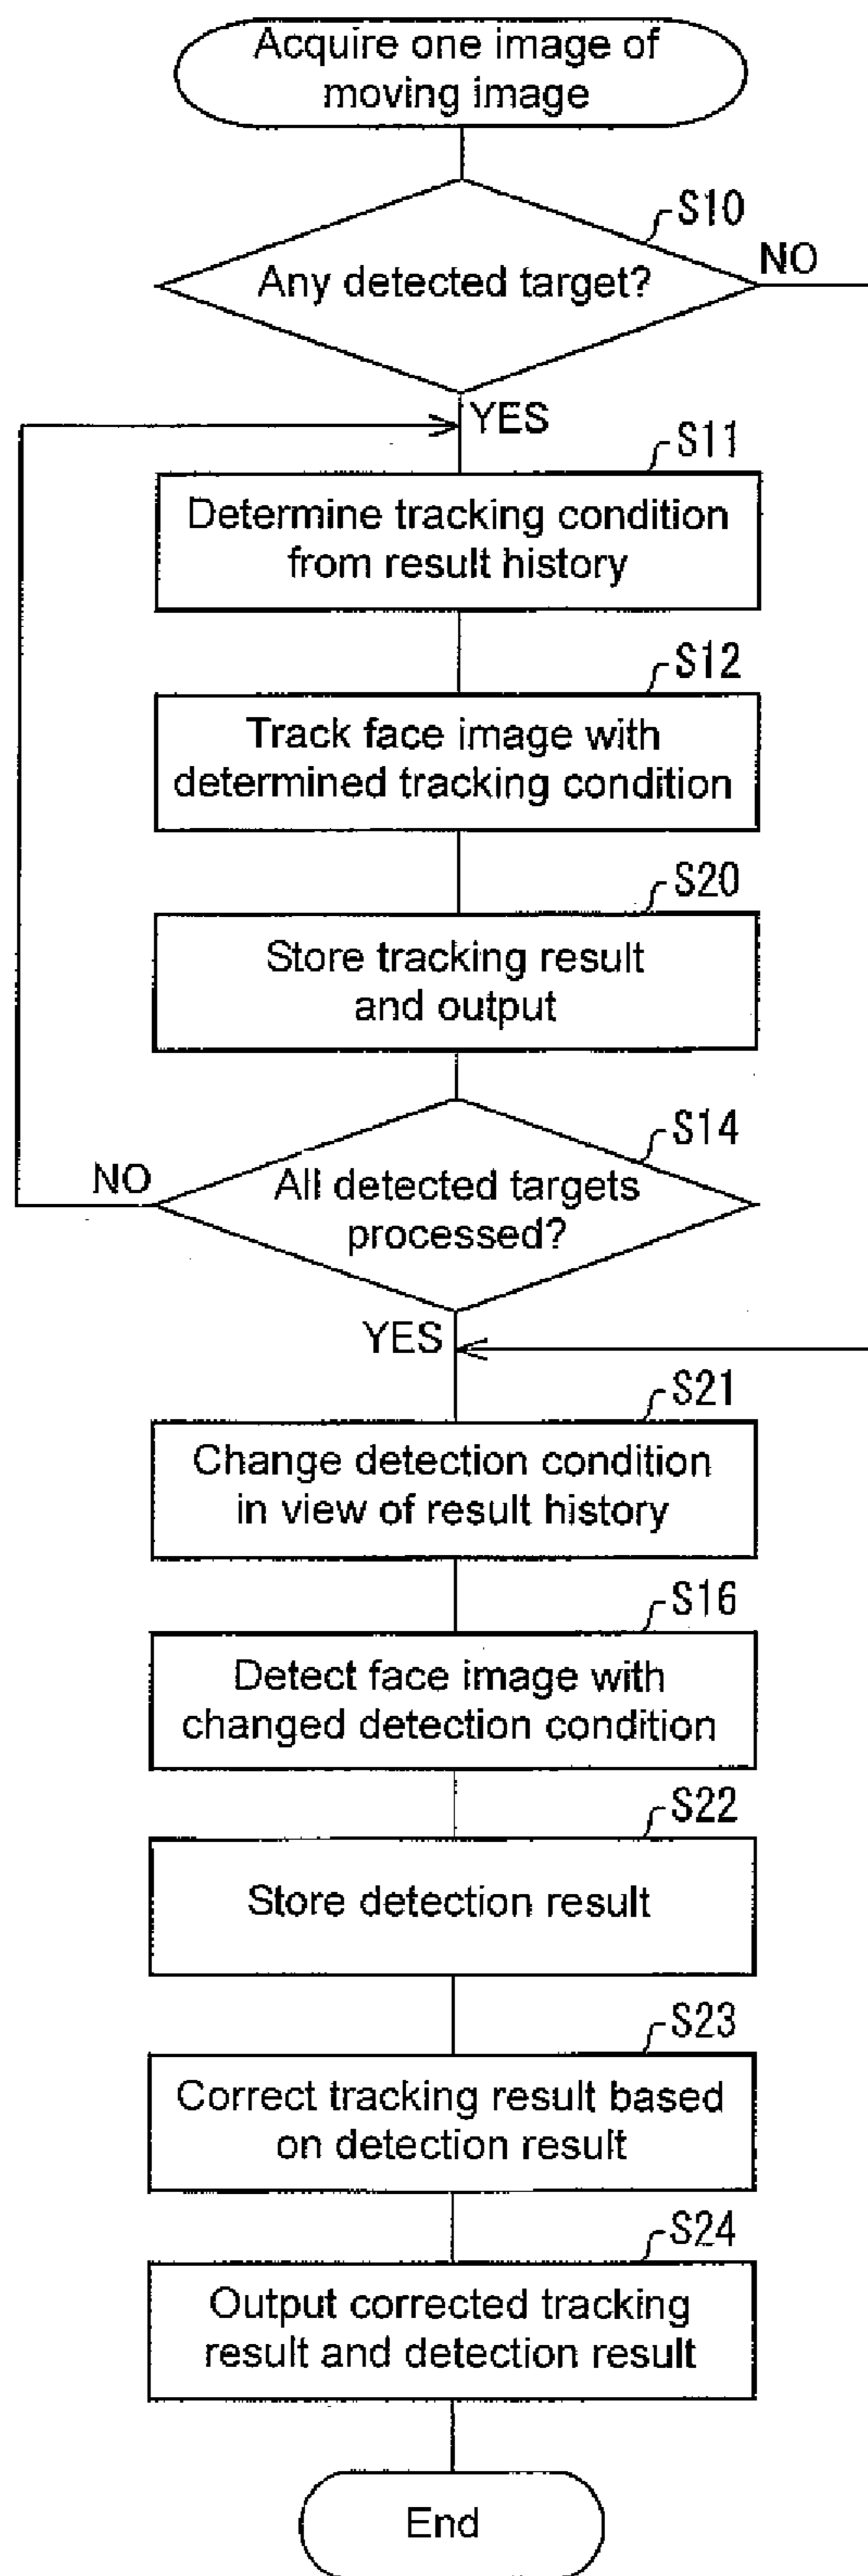 Acquire one image of
moving image
S10
Any detected target?
NO
YES
S11
Determine tracking condition
from result history
S12
Track face image with
determined tracking condition
S20
Store tracking result
and output
S14
NO
All detected targets
processed?
YES
S21
Change detection condition
in view of result history
S16
Detect face image with
changed detection condition
S22
Store detection result
S23
Correct tracking result based
on detection result
S24
Output corrected tracking
result and detection result
End